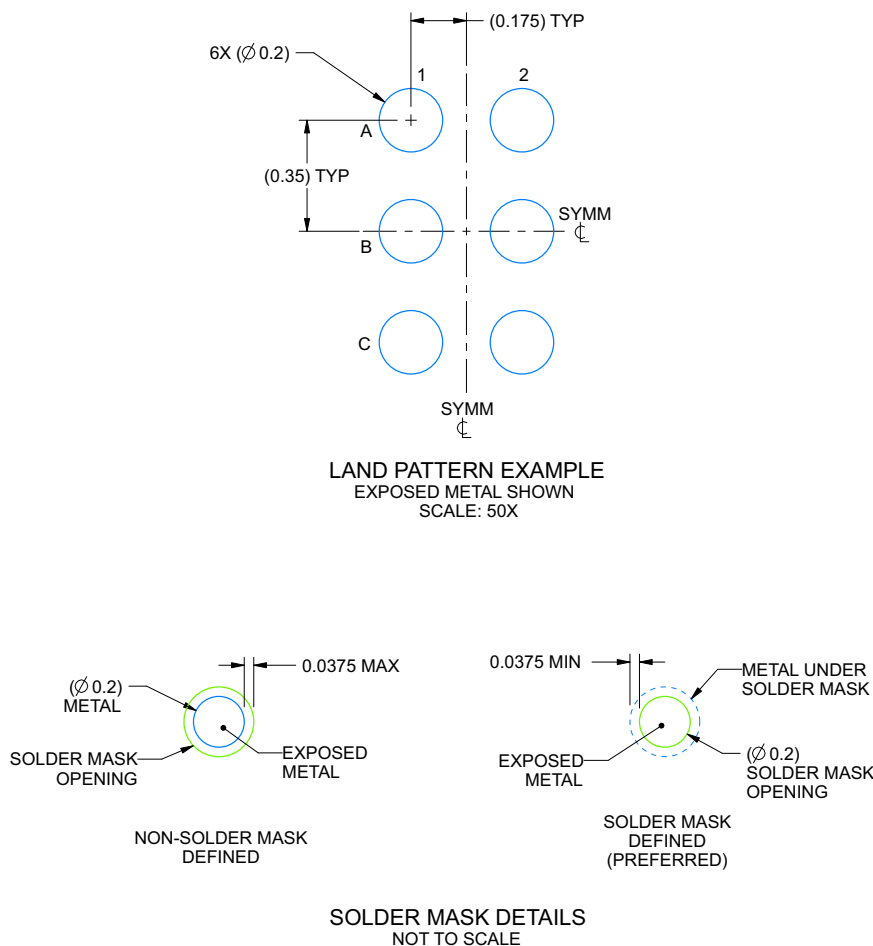 (0.175) TYP
6X (∅ 0.2)
1
2
A
(0.35) TYP
SYMM
℄
B
C
SYMM
℄
LAND PATTERN EXAMPLE
EXPOSED METAL SHOWN
SCALE: 50X
0.0375 MAX
(∅ 0.2)
METAL
SOLDER MASK
OPENING
EXPOSED
METAL
NON-SOLDER MASK
DEFINED
0.0375 MIN
METAL UNDER
SOLDER MASK
EXPOSED
METAL
(∅ 0.2)
SOLDER MASK
OPENING
SOLDER MASK
DEFINED
(PREFERRED)
SOLDER MASK DETAILS
NOT TO SCALE